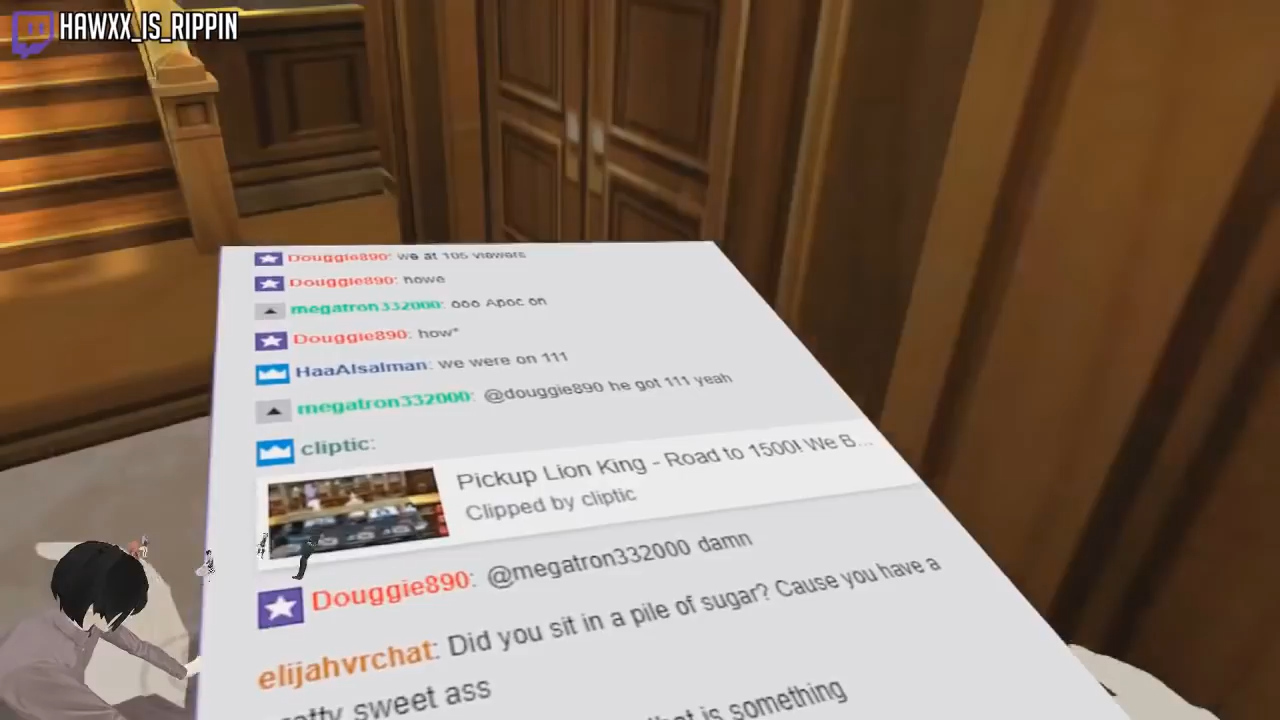 HAWXX_IS_RIPPIN
Douggie890: we at 105 viewers
Douggie890: howe
megatron332000: ooo Apoc on
Douggie890: how*
HaaAlsalman: we were on 111
megatron332000: @douggie890 he got 111 yeah
cliptic:
Pickup Lion King - Road to 1500! We B...
Clipped by cliptic
Douggie890: @megatron332000 damn
elijahvrchat: Did you sit in a pile of sugar? Cause you have a
sweet ass
is something